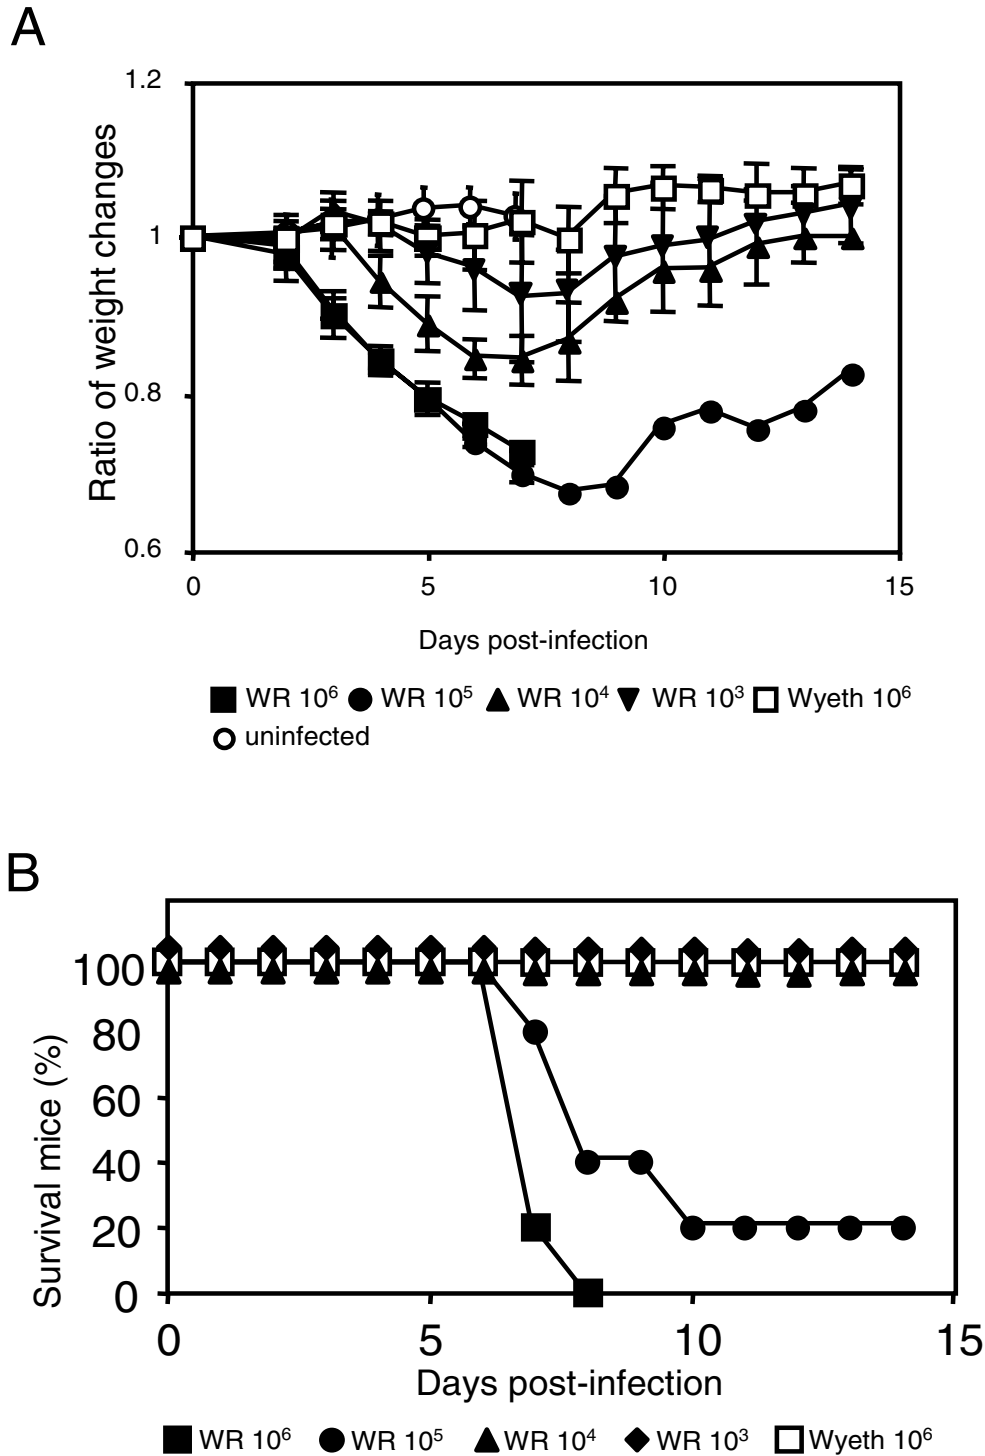 A
1.2
1
0.8
0.6
Ratio of weight changes
0 5 10 15
Days post-infection
WR 10⁶ WR 10⁵ WR 10⁴ WR 10³ Wyeth 10⁶
uninfected
B
100
80
60
40
20
0
Survival mice (%)
0 5 10 15
Days post-infection
WR 10⁶ WR 10⁵ WR 10⁴ WR 10³ Wyeth 10⁶